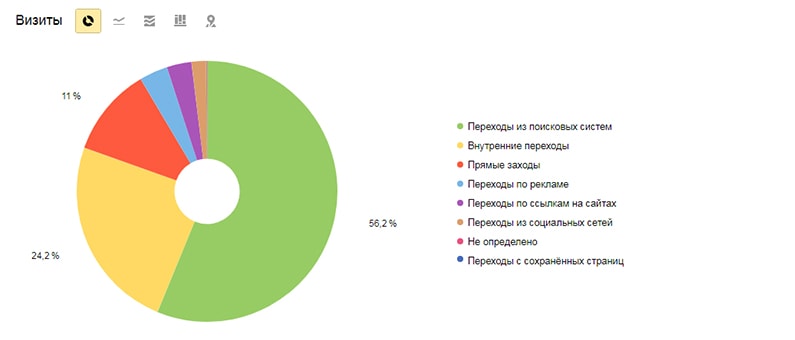 Визиты
11 %
24,2 %
56,2 %
Переходы из поисковых систем
Внутренние переходы
Прямые заходы
Переходы по рекламе
Переходы по ссылкам на сайтах
Переходы из социальных сетей
Не определено
Переходы с сохранённых страниц